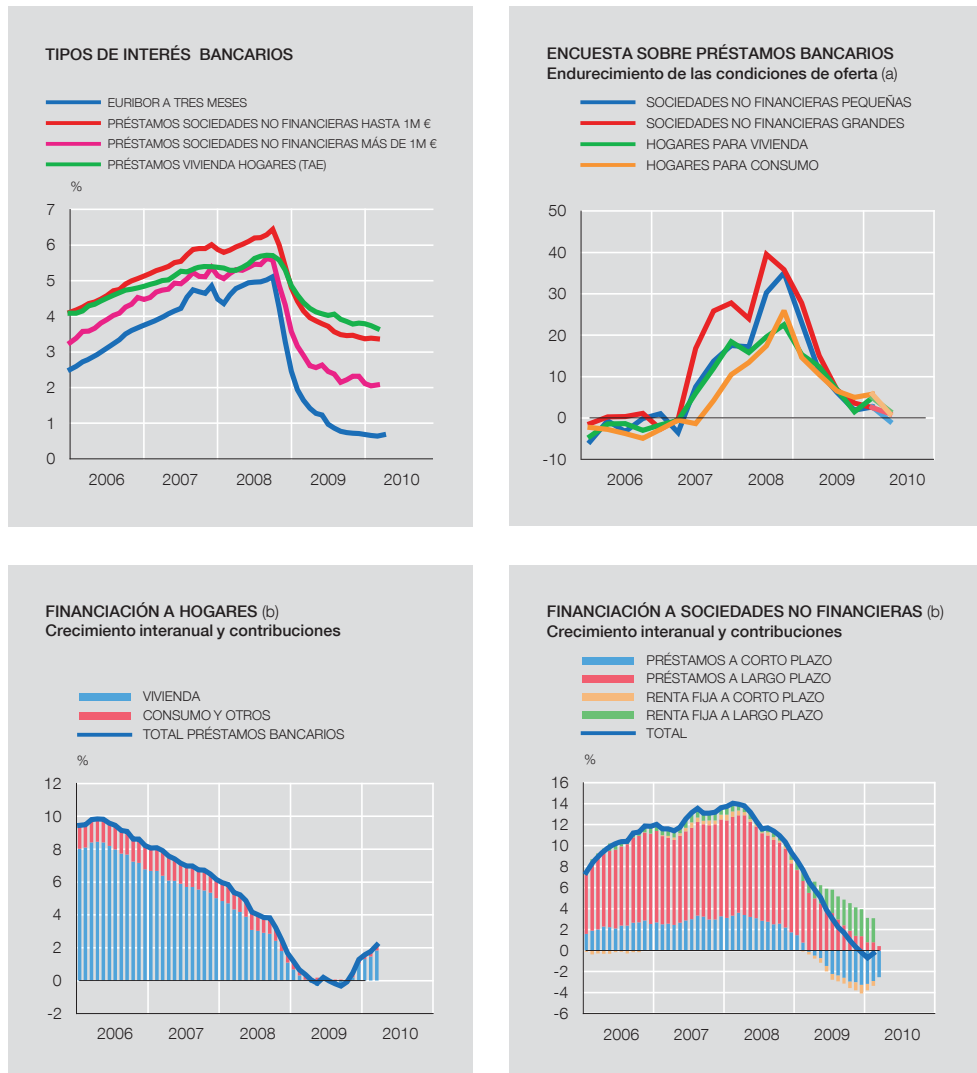 TIPOS DE INTERÉS BANCARIOS
EURIBOR A TRES MESES
PRÉSTAMOS SOCIEDADES NO FINANCIERAS HASTA 1M €
PRÉSTAMOS SOCIEDADES NO FINANCIERAS MÁS DE 1M €
PRÉSTAMOS VIVIENDA HOGARES (TAE)
%
7
6
5
4
3
2
1
0
2006 2007 2008 2009 2010
ENCUESTA SOBRE PRÉSTAMOS BANCARIOS
Endurecimiento de las condiciones de oferta (a)
SOCIEDADES NO FINANCIERAS PEQUEÑAS
SOCIEDADES NO FINANCIERAS GRANDES
HOGARES PARA VIVIENDA
HOGARES PARA CONSUMO
50
40
30
20
10
0
-10
2006 2007 2008 2009 2010
FINANCIACIÓN A HOGARES (b)
Crecimiento interanual y contribuciones
VIVIENDA
CONSUMO Y OTROS
TOTAL PRÉSTAMOS BANCARIOS
%
12
10
8
6
4
2
0
-2
2006 2007 2008 2009 2010
FINANCIACIÓN A SOCIEDADES NO FINANCIERAS (b)
Crecimiento interanual y contribuciones
PRÉSTAMOS A CORTO PLAZO
PRÉSTAMOS A LARGO PLAZO
RENTA FIJA A CORTO PLAZO
RENTA FIJA A LARGO PLAZO
TOTAL
%
16
14
12
10
8
6
4
2
0
-2
-4
-6
2006 2007 2008 2009 2010